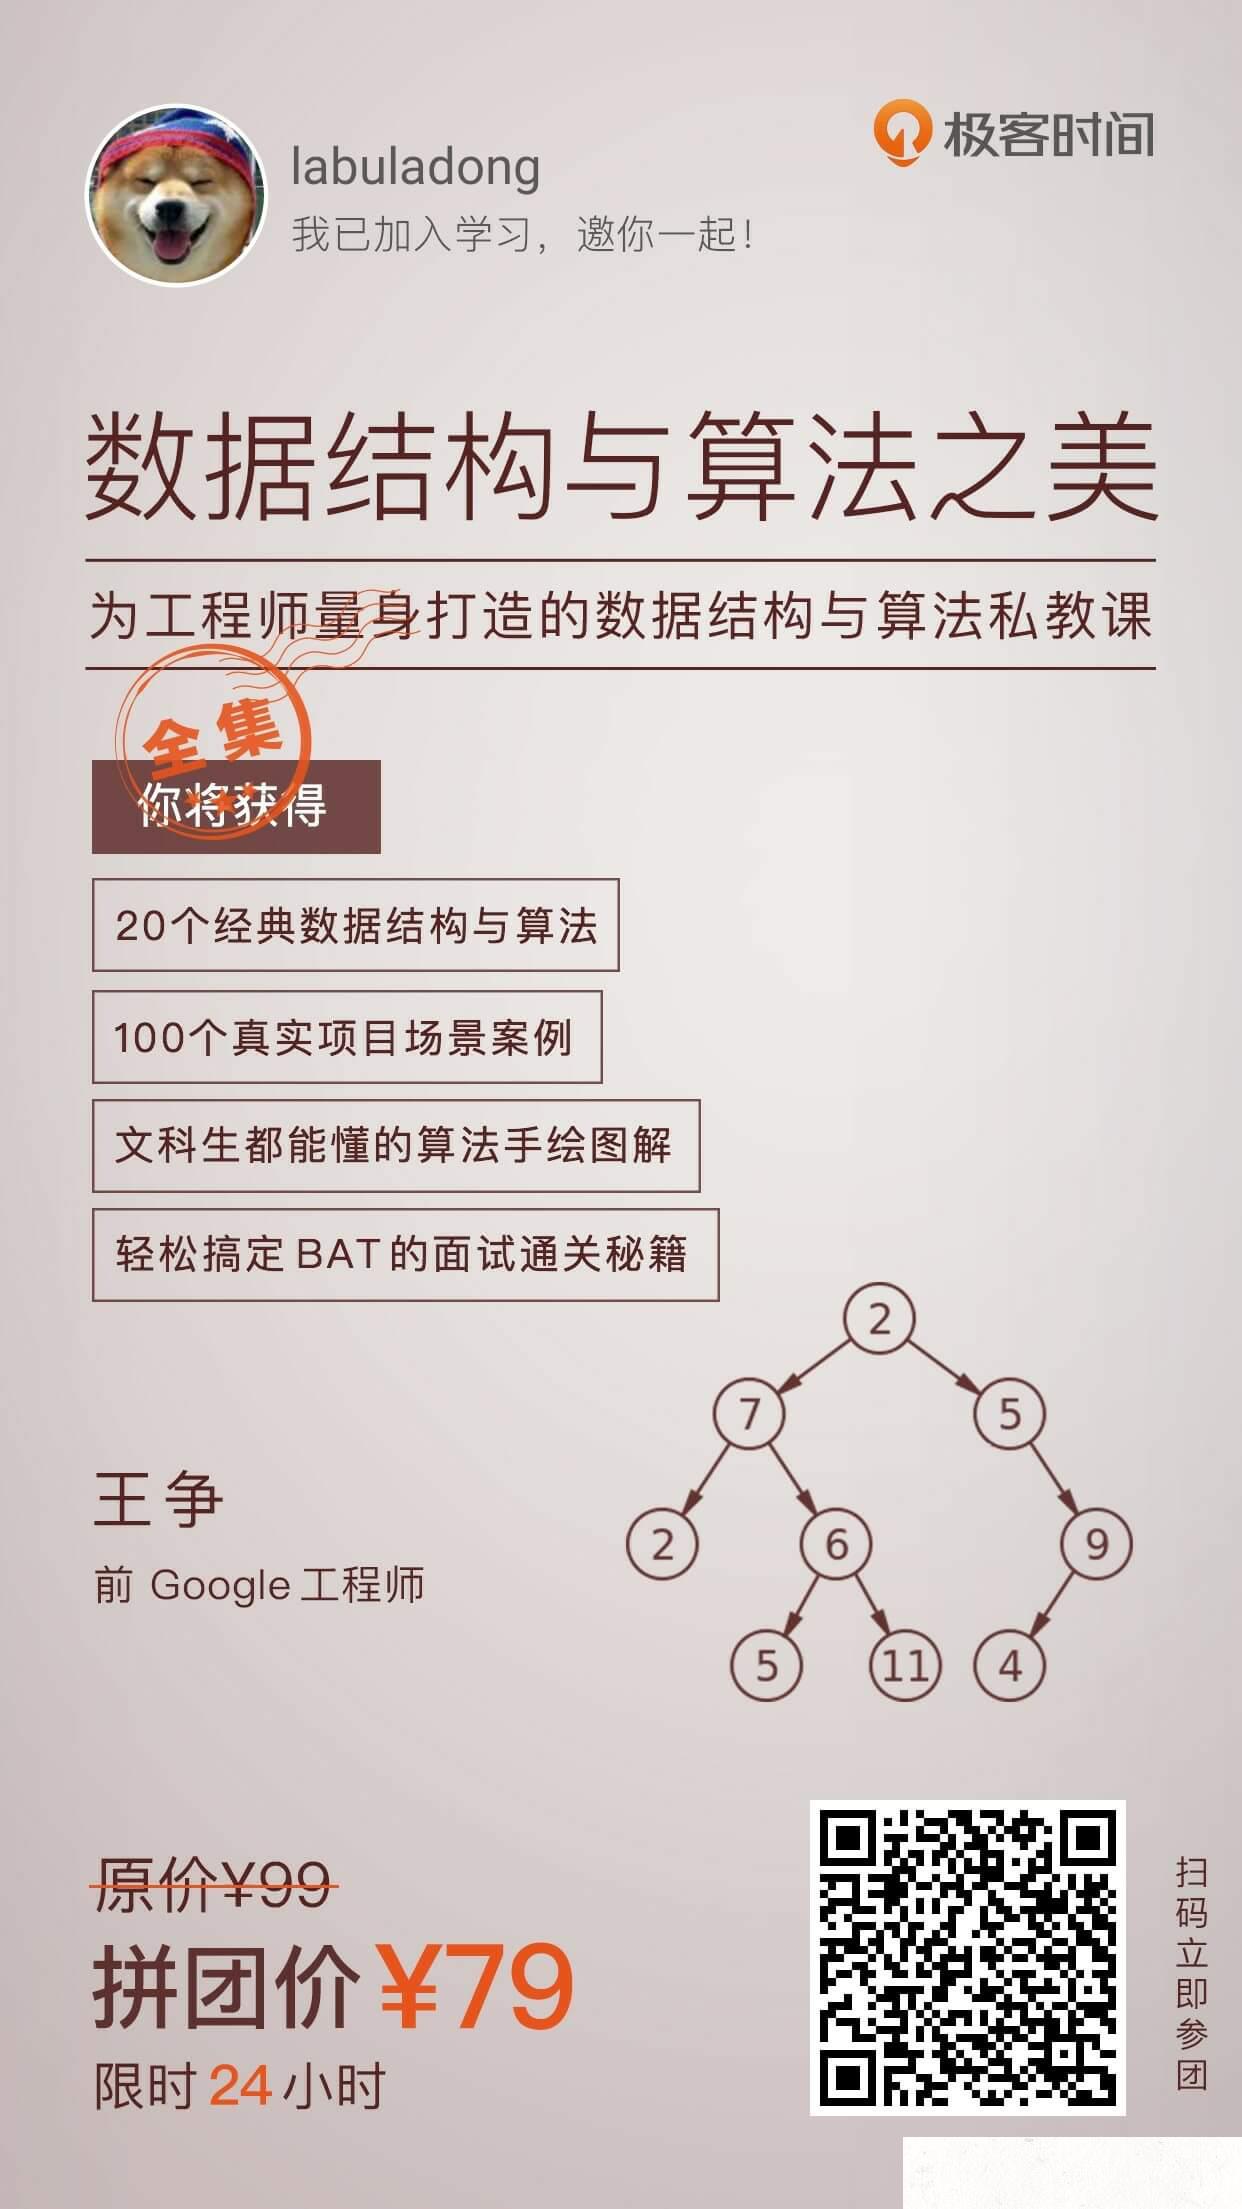 labuladong
极客时间
我已加入学习，邀你一起！
数据结构与算法之美
为工程师量身打造的数据结构与算法私教课
全集
你将获得
20个经典数据结构与算法
100个真实项目场景案例
文科生都能懂的算法手绘图解
轻松搞定BAT的面试通关秘籍
2
7 5
2 6 9
5 11 4
王争
前 Google 工程师
原价¥99
拼团价¥79
限时24小时
扫码立即参团